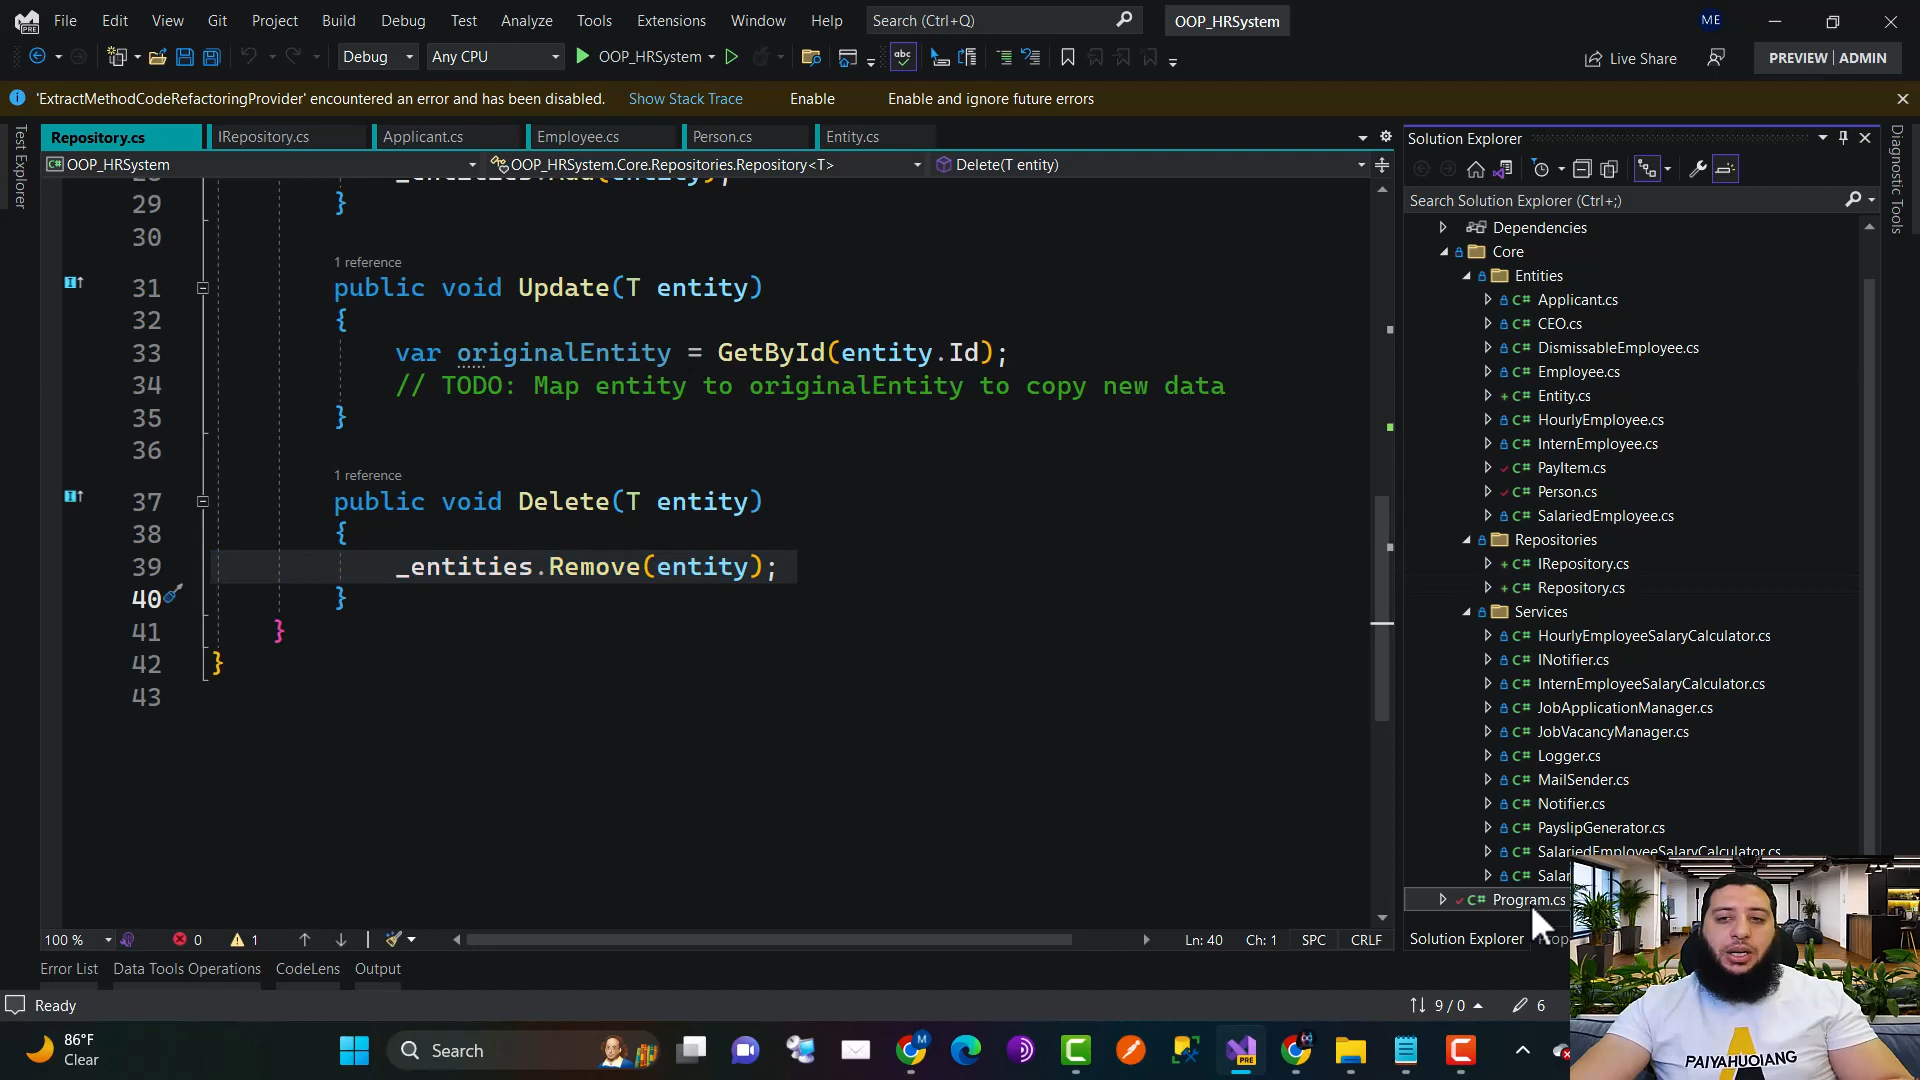 File Edit View Git Project Build Debug Test Analyze Tools Extensions Window Help Search (Ctrl+Q) OOP_HRSystem ME
Debug Any CPU OOP_HRSystem Live Share PREVIEW | ADMIN
'ExtractMethodCodeRefactoringProvider' encountered an error and has been disabled. Show Stack Trace Enable Enable and ignore future errors
Test Explorer
Repository.cs IRepository.cs Applicant.cs Employee.cs Person.cs Entity.cs
OOP_HRSystem OOP_HRSystem.Core.Repositories.Repository<T> Delete(T entity)
29 }
30
1 reference
31 public void Update(T entity)
32 {
33 var originalEntity = GetById(entity.Id);
34 // TODO: Map entity to originalEntity to copy new data
35 }
36
1 reference
37 public void Delete(T entity)
38 {
39 _entities.Remove(entity);
40 }
41 }
42 }
43
100 % 0 1 Ln: 40 Ch: 1 SPC CRLF
Error List Data Tools Operations CodeLens Output
Ready 9 / 0 6
Solution Explorer
Search Solution Explorer (Ctrl+;)
Dependencies
Core
Entities
C# Applicant.cs
C# CEO.cs
C# DismissableEmployee.cs
C# Employee.cs
+ C# Entity.cs
C# HourlyEmployee.cs
C# InternEmployee.cs
C# PayItem.cs
C# Person.cs
C# SalariedEmployee.cs
Repositories
+ C# IRepository.cs
+ C# Repository.cs
Services
C# HourlyEmployeeSalaryCalculator.cs
C# INotifier.cs
C# InternEmployeeSalaryCalculator.cs
C# JobApplicationManager.cs
C# JobVacancyManager.cs
C# Logger.cs
C# MailSender.cs
C# Notifier.cs
C# PayslipGenerator.cs
C# SalariedEmployeeSalaryCalculator.cs
C# Salar
C# Program.cs
Solution Explorer
Diagnostic Tools
86°F
Clear
Search
PAIYAHUOIANG